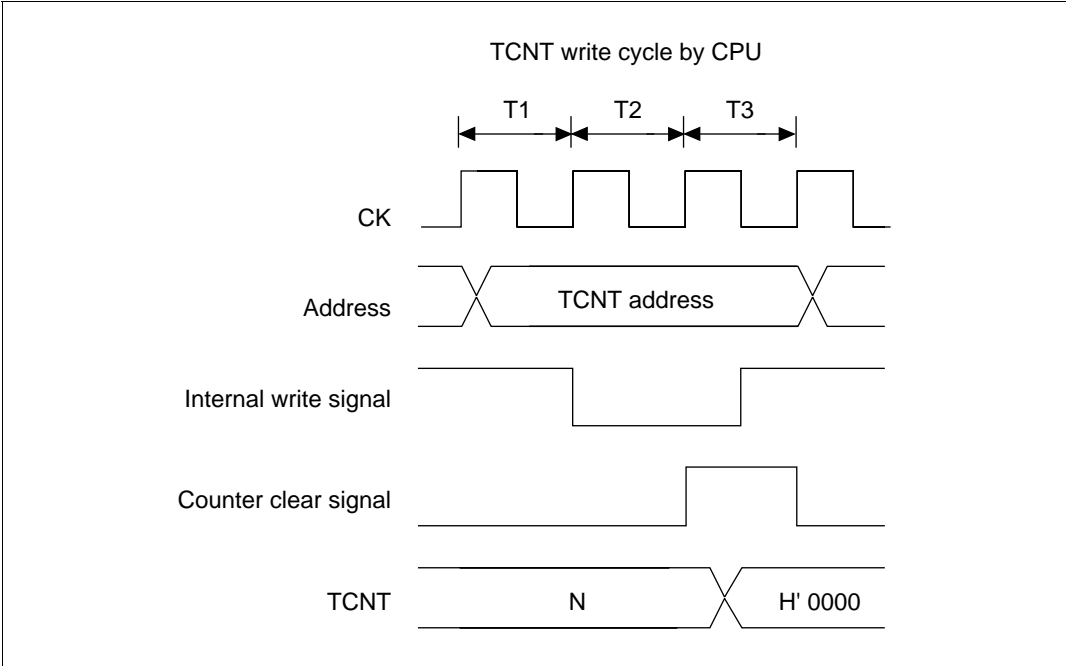 TCNT write cycle by CPU
T1 T2 T3
CK
Address
TCNT address
Internal write signal
Counter clear signal
TCNT
N
H' 0000